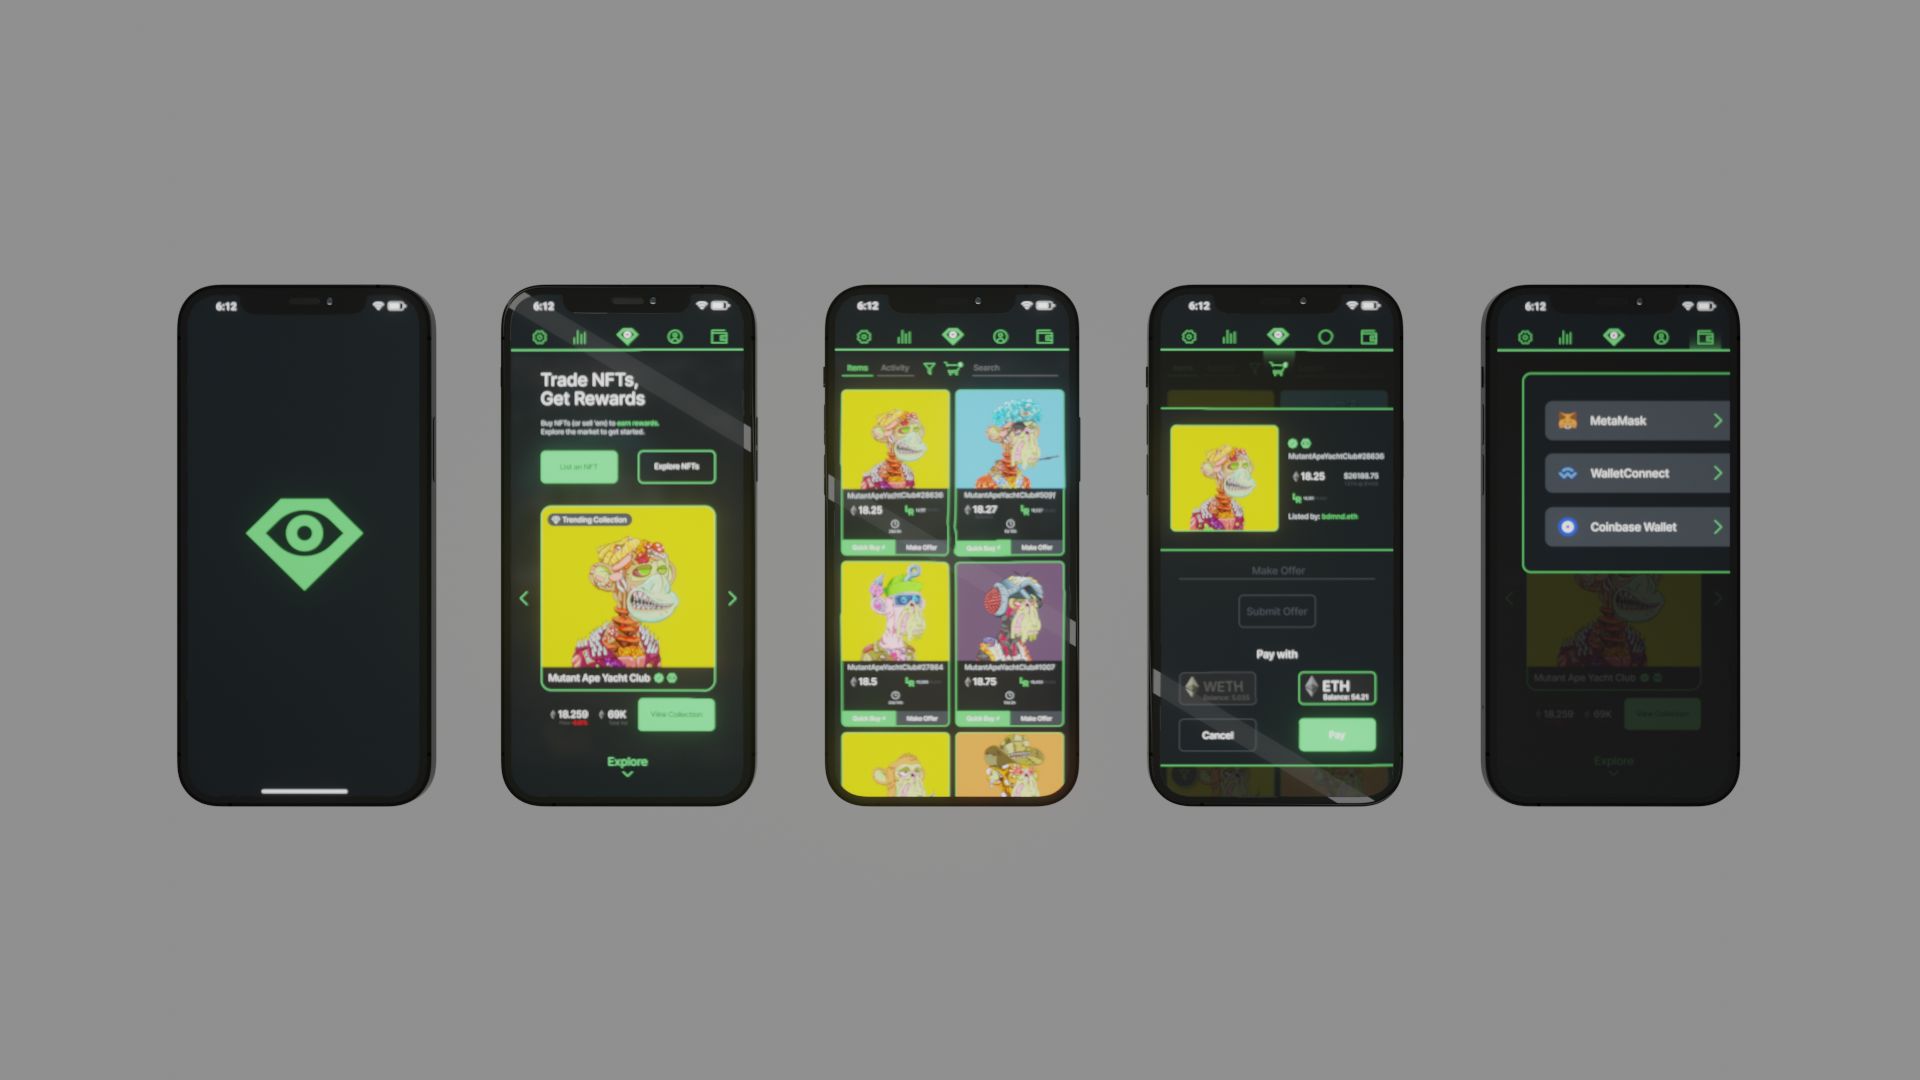 6:12
6:12
Trade NFTs,
Get Rewards
Buy NFTs (or sell 'em) to earn rewards.
Explore the market to get started.
List an NFT
Explore NFTs
Trending Collection
Mutant Ape Yacht Club
18.259
69K
View Collection
Explore
6:12
Items
Activity
Search
MutantApeYachtClub#28636
18.25
Quick Buy
Make Offer
18.27
Quick Buy
Make Offer
MutantApeYachtClub#27864
18.5
Quick Buy
Make Offer
MutantApeYachtClub#1007
18.75
Quick Buy
Make Offer
6:12
MutantApeYachtClub#28636
18.25
$26198.75
Listed by: bdmnd.eth
Make Offer
Submit Offer
Pay with
WETH
Balance: 5.035
ETH
Balance: 54.21
Cancel
Pay
6:12
MetaMask
WalletConnect
Coinbase Wallet
Mutant Ape Yacht Club
18.259
69K
View Collection
Explore